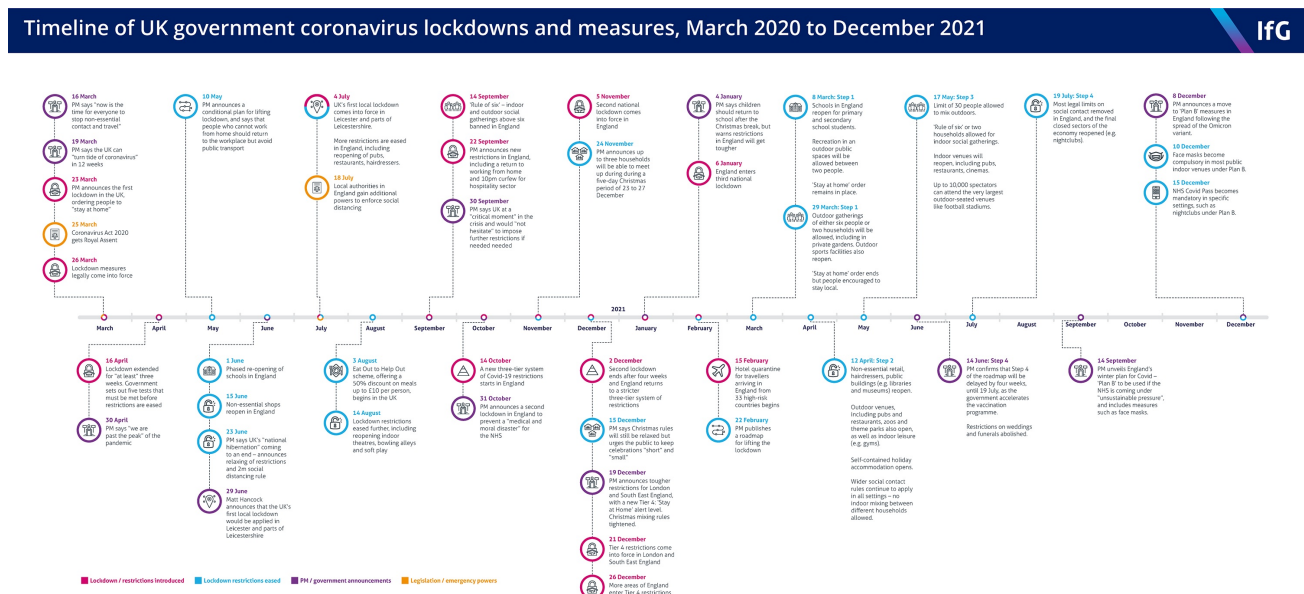 Timeline of UK government coronavirus lockdowns and measures, March 2020 to December 2021
IfG
16 March
PM says "now is the
time for everyone to
stop non-essential
contact and travel"
19 March
PM says the UK can
"turn tide of coronavirus"
in 12 weeks
23 March
PM announces the first
lockdown in the UK,
ordering people to
"stay at home"
25 March
Coronavirus Act 2020
gets Royal Assent
26 March
Lockdown measures
legally come into force
10 May
PM announces a
conditional plan for lifting
lockdown, and says that
people who cannot work
from home should return
to the workplace but avoid
public transport
4 July
UK's first local lockdown
comes into force in
Leicester and parts of
Leicestershire.
More restrictions are eased
in England, including
reopening of pubs,
restaurants, hairdressers.
18 July
Local authorities in
England gain additional
powers to enforce social
distancing
14 September
'Rule of six' – indoor
and outdoor social
gatherings above six
banned in England
22 September
PM announces new
restrictions in England,
including a return to
working from home
and 10pm curfew for
hospitality sector
30 September
PM says UK at a
"critical moment" in the
crisis and would "not
hesitate" to impose
further restrictions if
needed needed
5 November
Second national
lockdown comes
into force in
England
24 November
PM announces up
to three households
will be able to meet
up during during a
five-day Christmas
period of 23 to 27
December
4 January
PM says children
should return to
school after the
Christmas break, but
warns restrictions
in England will get
tougher
6 January
England enters
third national
lockdown
8 March: Step 1
Schools in England
reopen for primary
and secondary
school students.
Recreation in an
outdoor public
spaces will be
allowed between
two people.
'Stay at home' order
remains in place.
29 March: Step 1
Outdoor gatherings
of either six people or
two households will be
allowed, including in
private gardens. Outdoor
sports facilities also
reopen.
'Stay at home' order ends
but people encouraged to
stay local.
17 May: Step 3
Limit of 30 people allowed
to mix outdoors.
'Rule of six' or two
households allowed for
indoor social gatherings.
Indoor venues will
reopen, including pubs,
restaurants, cinemas.
Up to 10,000 spectators
can attend the very largest
outdoor-seated venues
like football stadiums.
19 July: Step 4
Most legal limits on
social contact removed
in England, and the final
closed sectors of the
economy reopened (e.g.
nightclubs).
8 December
PM announces a move
to 'Plan B' measures in
England following the
spread of the Omicron
variant.
10 December
Face masks become
compulsory in most public
indoor venues under Plan B.
15 December
NHS Covid Pass becomes
mandatory in specific
settings, such as
nightclubs under Plan B.
2021
March
April
May
June
July
August
September
October
November
December
January
February
March
April
May
June
July
August
September
October
November
December
16 April
Lockdown extended
for "at least" three
weeks. Government
sets out five tests that
must be met before
restrictions are eased
30 April
PM says "we are
past the peak" of the
pandemic
1 June
Phased re-opening of
schools in England
15 June
Non-essential shops
reopen in England
23 June
PM says UK's "national
hibernation" coming
to an end – announces
relaxing of restrictions
and 2m social
distancing rule
29 June
Matt Hancock
announces that the UK's
first local lockdown
would be applied in
Leicester and parts of
Leicestershire
3 August
Eat Out to Help Out
scheme, offering a
50% discount on meals
up to £10 per person,
begins in the UK
14 August
Lockdown restrictions
eased further, including
reopening indoor
theatres, bowling alleys
and soft play
14 October
A new three-tier system
of Covid-19 restrictions
starts in England
31 October
PM announces a second
lockdown in England to
prevent a "medical and
moral disaster" for
the NHS
2 December
Second lockdown
ends after four weeks
and England returns
to a stricter
three-tier system of
restrictions
15 December
PM says Christmas rules
will still be relaxed but
urges the public to keep
celebrations "short" and
"small"
19 December
PM announces tougher
restrictions for London
and South East England,
with a new Tier 4: 'Stay
at Home' alert level.
Christmas mixing rules
tightened.
21 December
Tier 4 restrictions come
into force in London and
South East England
26 December
More areas of England
enter Tier 4 restrictions
15 February
Hotel quarantine
for travellers
arriving in
England from
33 high-risk
countries begins
22 February
PM publishes
a roadmap
for lifting the
lockdown
12 April: Step 2
Non-essential retail,
hairdressers, public
buildings (e.g. libraries
and museums) reopen.
Outdoor venues,
including pubs and
restaurants, zoos and
theme parks also open,
as well as indoor leisure
(e.g. gyms).
Self-contained holiday
accommodation opens.
Wider social contact
rules continue to apply
in all settings – no
indoor mixing between
different households
allowed.
14 June: Step 4
PM confirms that Step 4
of the roadmap will be
delayed by four weeks,
until 19 July, as the
government accelerates
the vaccination
programme.
Restrictions on weddings
and funerals abolished.
14 September
PM unveils England's
winter plan for Covid –
'Plan B' to be used if the
NHS is coming under
"unsustainable pressure",
and includes measures
such as face masks.
Lockdown / restrictions introduced
Lockdown restrictions eased
PM / government announcements
Legislation / emergency powers